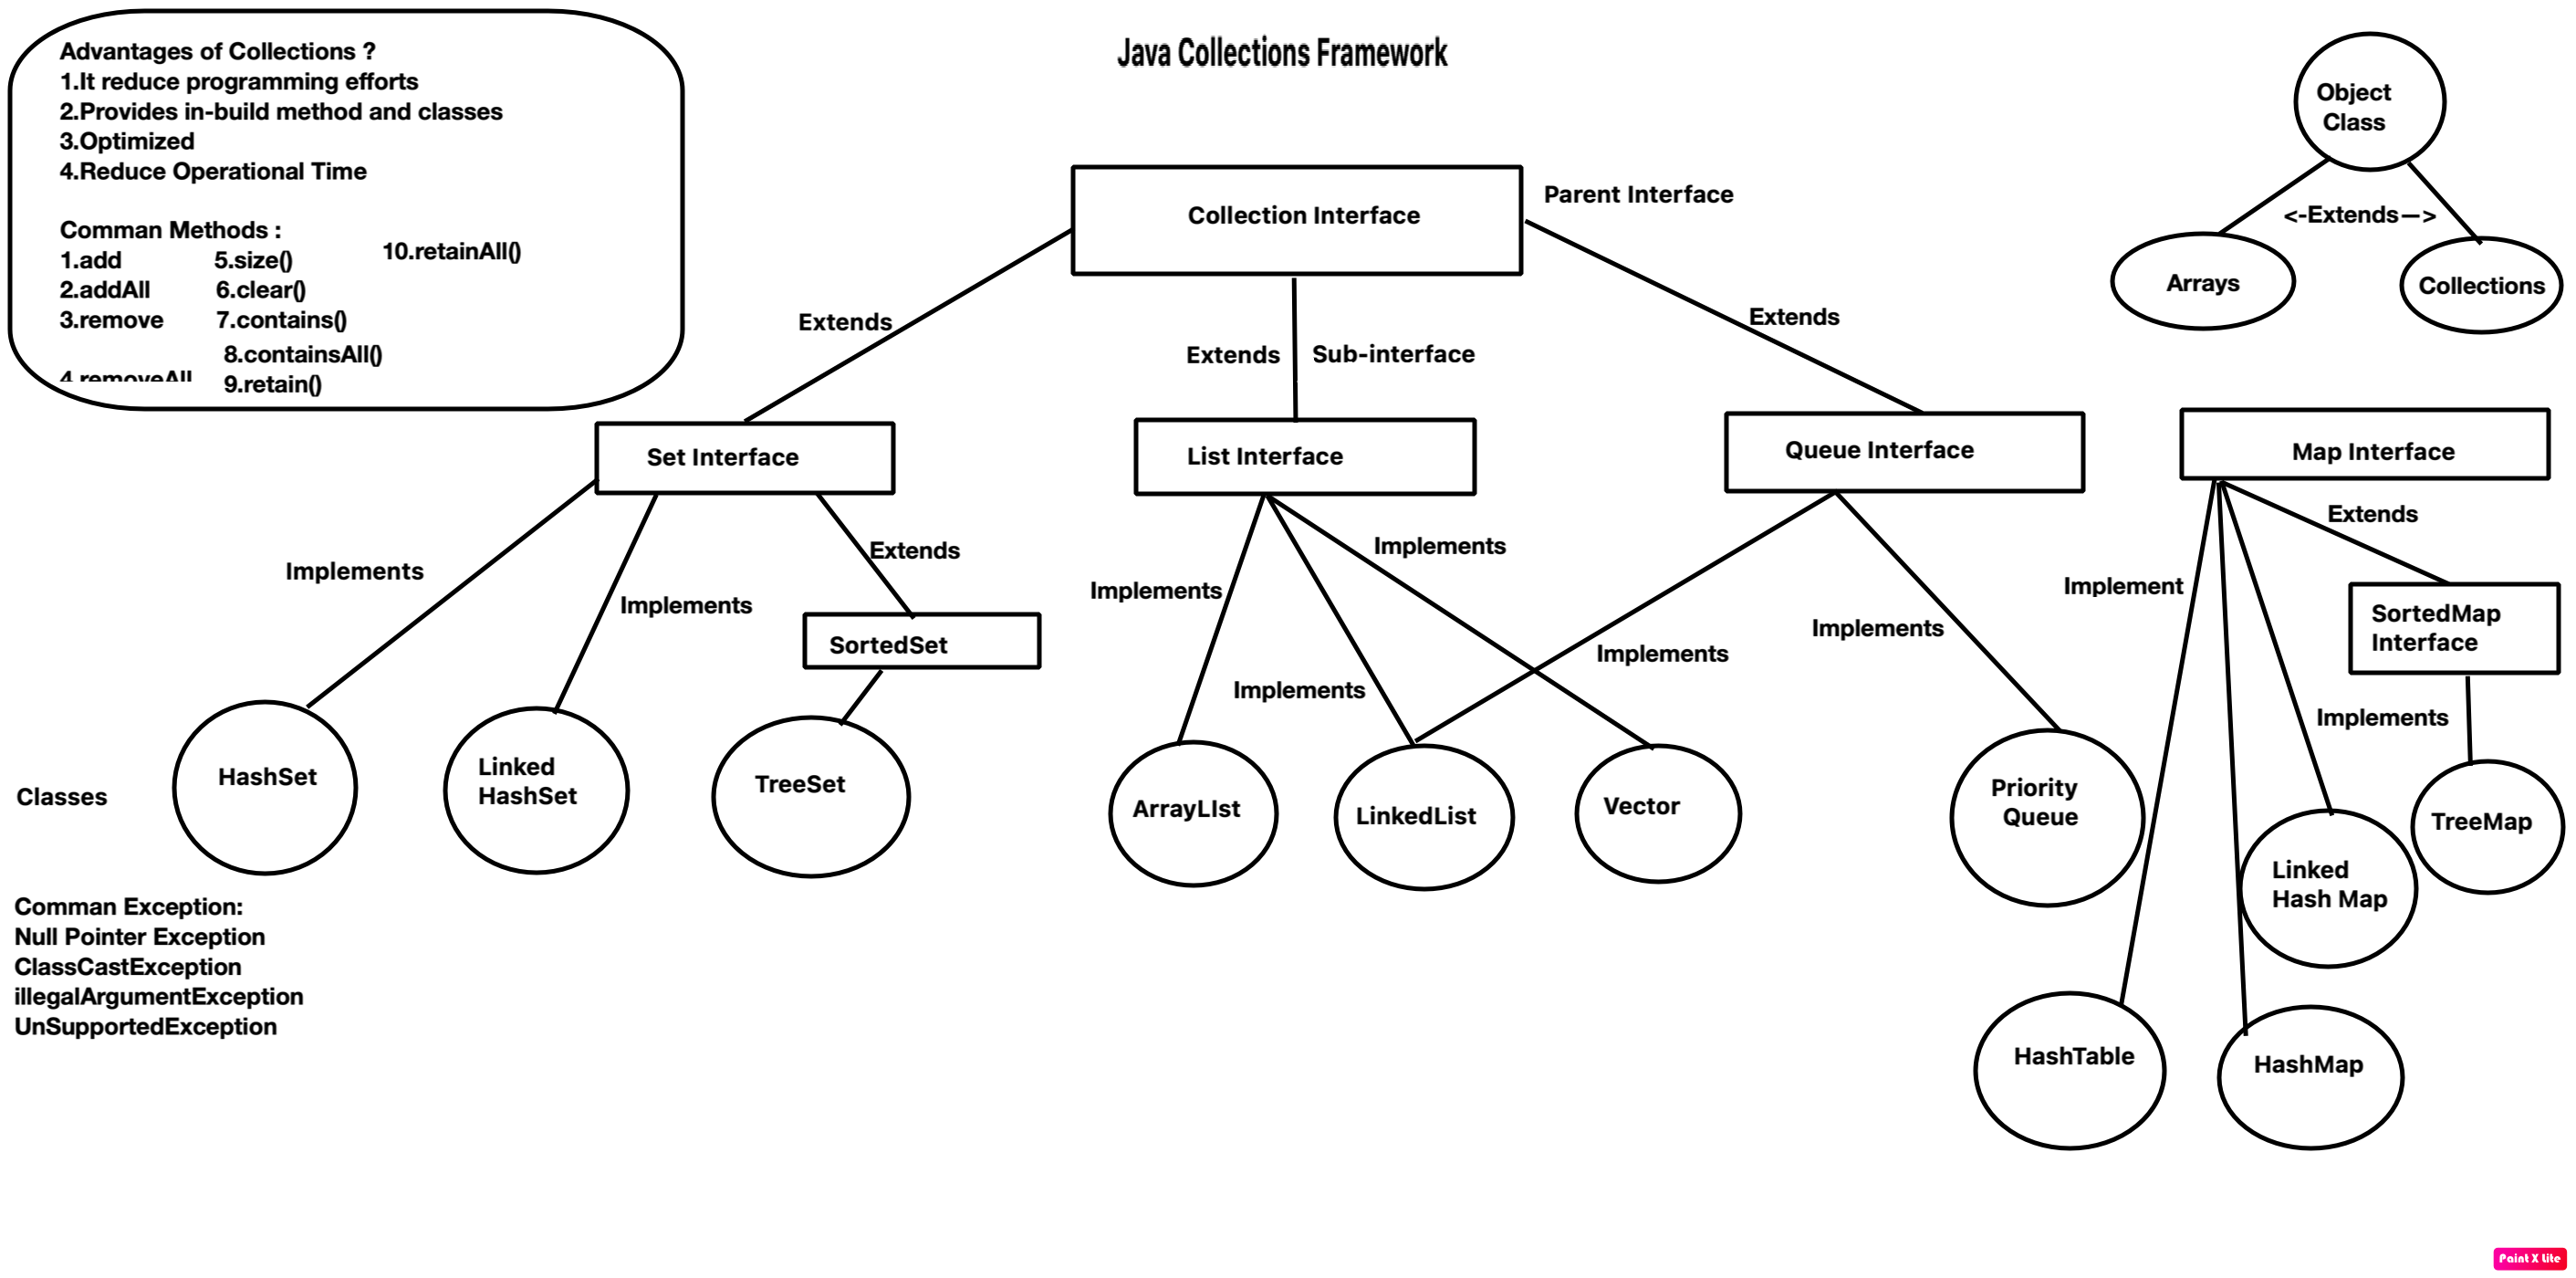 Java Collections Framework
Advantages of Collections ?
1.It reduce programming efforts
2.Provides in-build method and classes
3.Optimized
4.Reduce Operational Time
Comman Methods :
1.add
2.addAll
3.remove
4.removeAll
5.size()
6.clear()
7.contains()
8.containsAll()
9.retain()
10.retainAll()
Object
Class
<-Extends—>
Arrays
Collections
Collection Interface
Parent Interface
Extends
Extends
Sub-interface
Extends
Set Interface
List Interface
Queue Interface
Map Interface
Implements
Implements
Extends
SortedSet
Implements
Implements
Implements
Implements
Implements
Implement
Extends
SortedMap
Interface
Implements
Classes
HashSet
Linked
HashSet
TreeSet
ArrayLIst
LinkedList
Vector
Priority
Queue
Linked
Hash Map
TreeMap
HashTable
HashMap
Comman Exception:
Null Pointer Exception
ClassCastException
illegalArgumentException
UnSupportedException
Paint X Lite